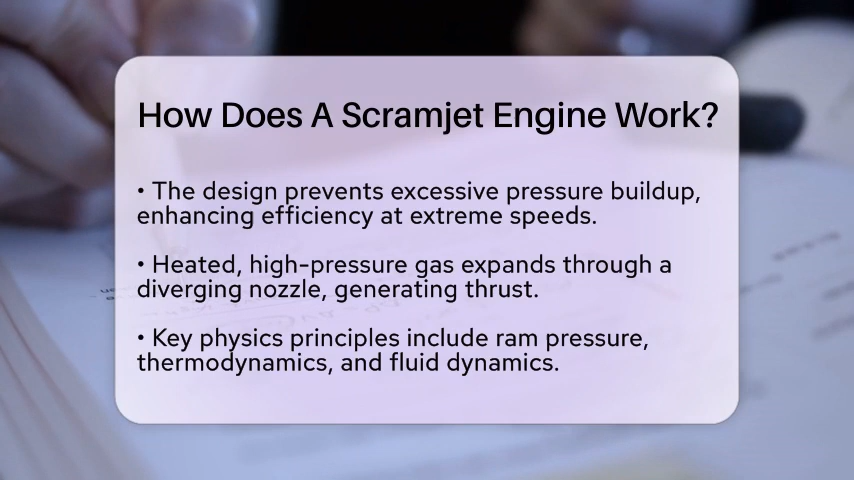 How Does A Scramjet Engine Work?
• The design prevents excessive pressure buildup,
enhancing efficiency at extreme speeds.
• Heated, high-pressure gas expands through a
diverging nozzle, generating thrust.
• Key physics principles include ram pressure,
thermodynamics, and fluid dynamics.